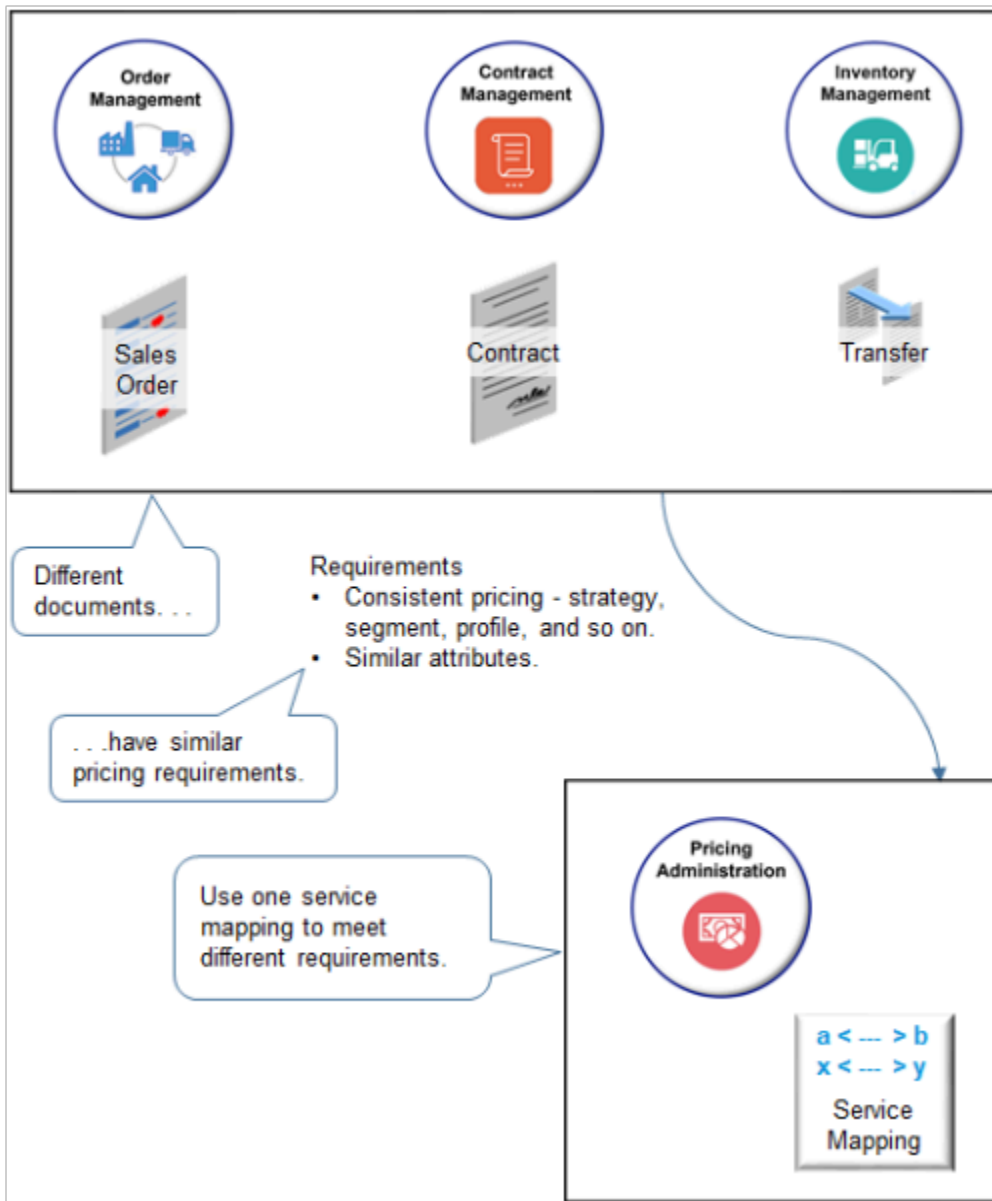 Order
Management
Contract
Management
Inventory
Management
Sales
Order
Contract
Transfer
Different
documents. . .
Requirements
• Consistent pricing - strategy,
segment, profile, and so on.
• Similar attributes.
. . .have similar
pricing requirements.
Use one service
mapping to meet
different requirements.
Pricing
Administration
a < --- > b
x < --- > y
Service
Mapping